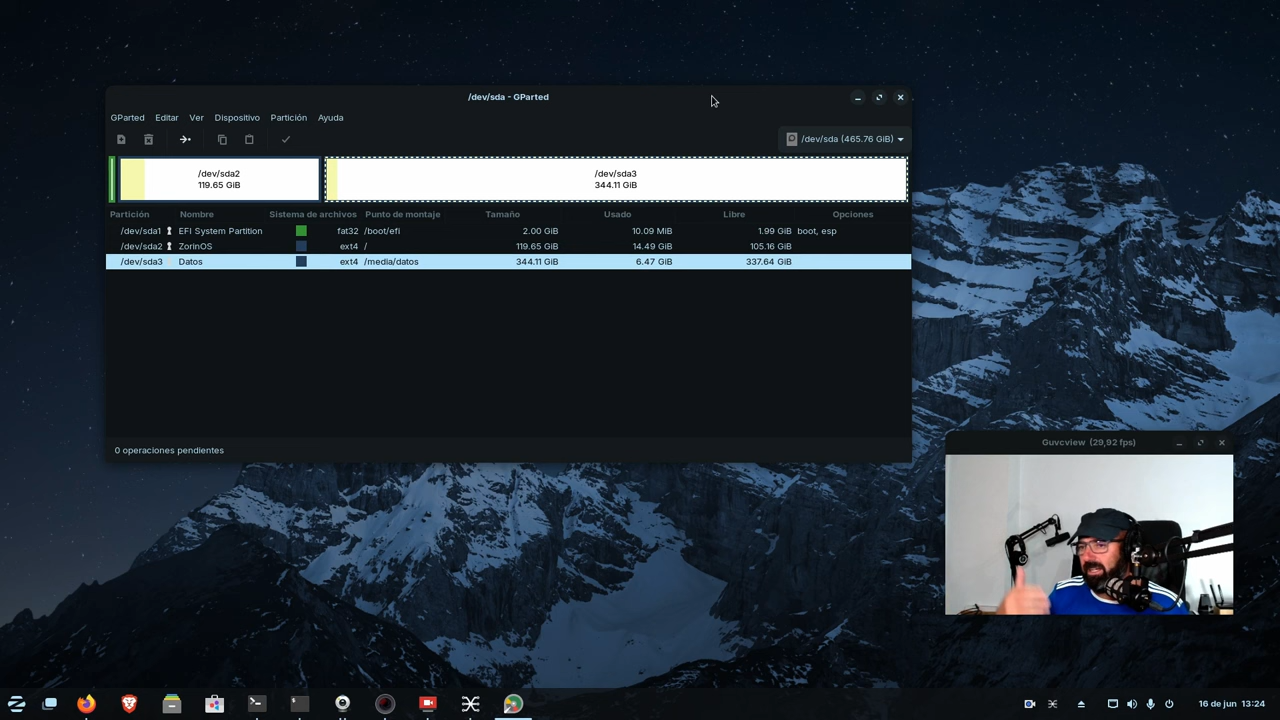 /dev/sda - GParted
GParted Editar Ver Dispositivo Partición Ayuda
/dev/sda (465.76 GiB)
/dev/sda2
119.65 GiB
/dev/sda3
344.11 GiB
Partición Nombre Sistema de archivos Punto de montaje Tamaño Usado Libre Opciones
/dev/sda1 EFI System Partition fat32 /boot/efi 2.00 GiB 10.09 MiB 1.99 GiB boot, esp
/dev/sda2 ZorinOS ext4 / 119.65 GiB 14.49 GiB 105.16 GiB
/dev/sda3 Datos ext4 /media/datos 344.11 GiB 6.47 GiB 337.64 GiB
0 operaciones pendientes
Guvcview (29,92 fps)
16 de jun 13:24